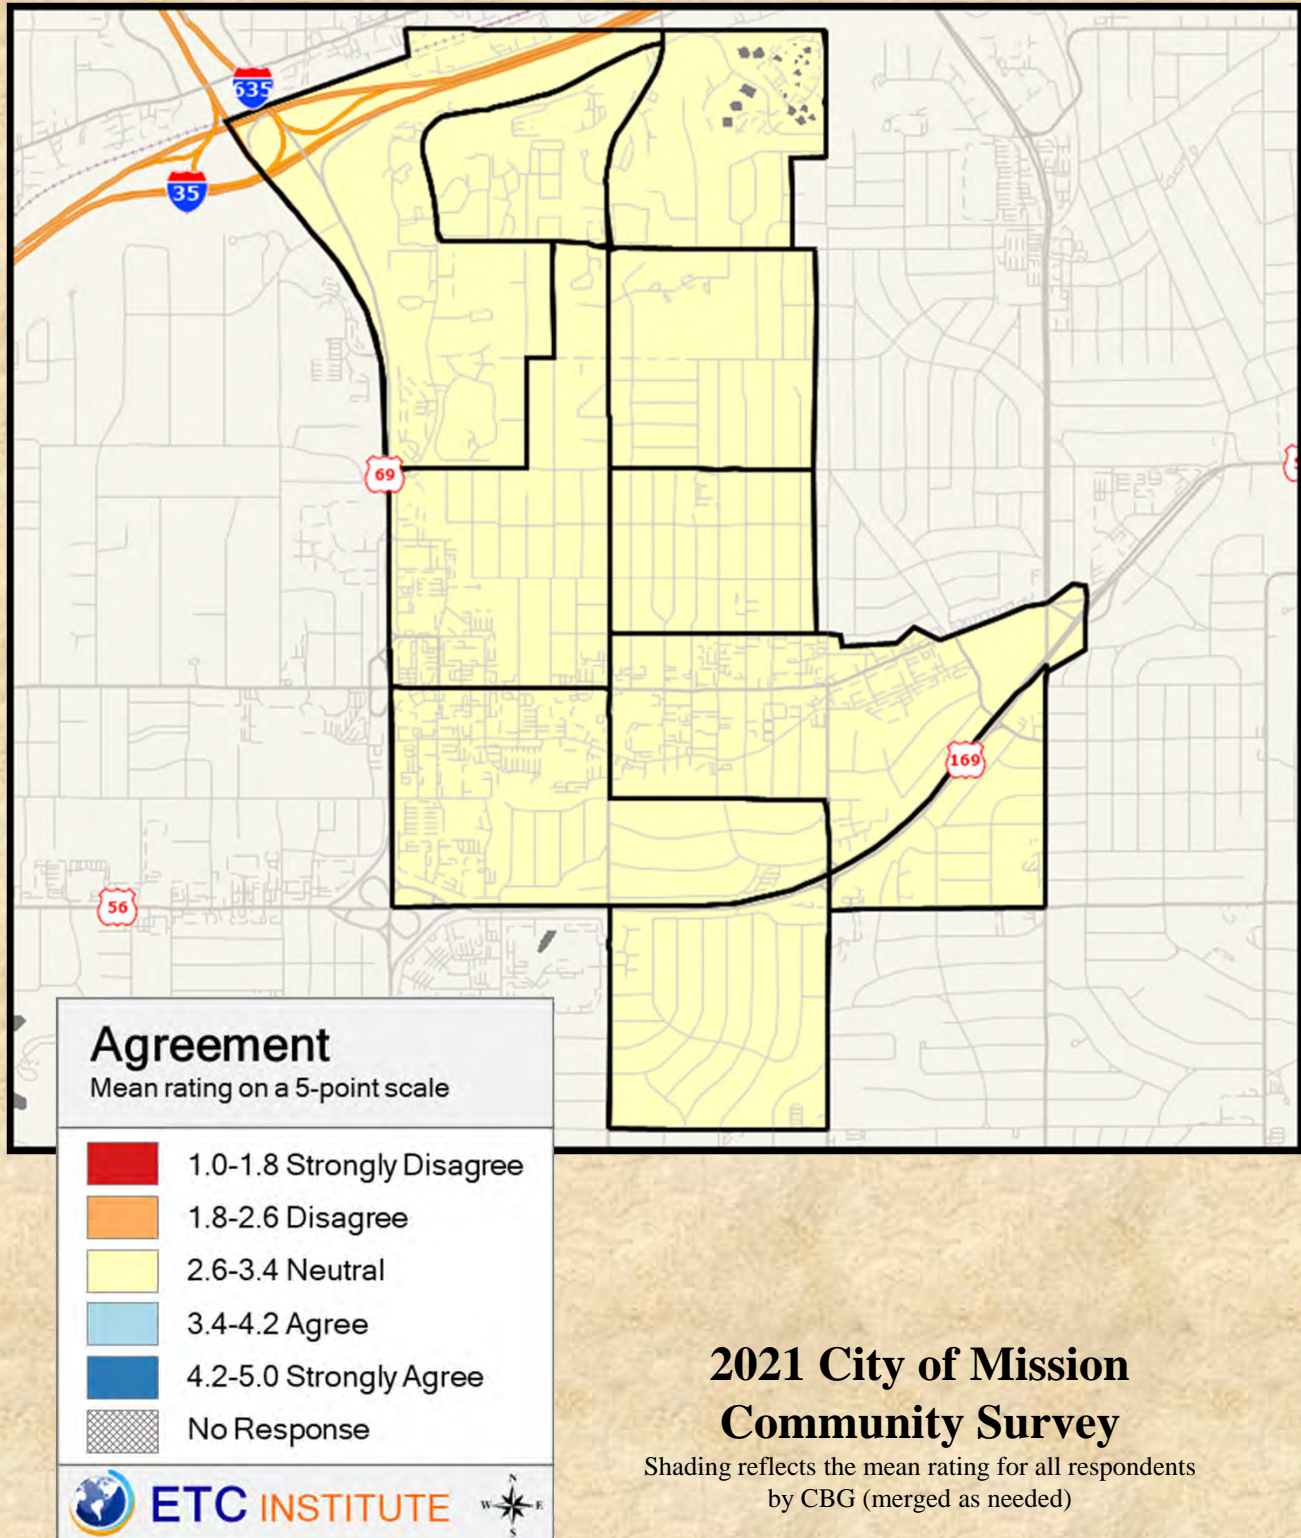 635
35
69
169
56
Agreement
Mean rating on a 5-point scale
1.0-1.8 Strongly Disagree
1.8-2.6 Disagree
2.6-3.4 Neutral
3.4-4.2 Agree
4.2-5.0 Strongly Agree
No Response
ETC INSTITUTE
N
W E
S
2021 City of Mission
Community Survey
Shading reflects the mean rating for all respondents
by CBG (merged as needed)